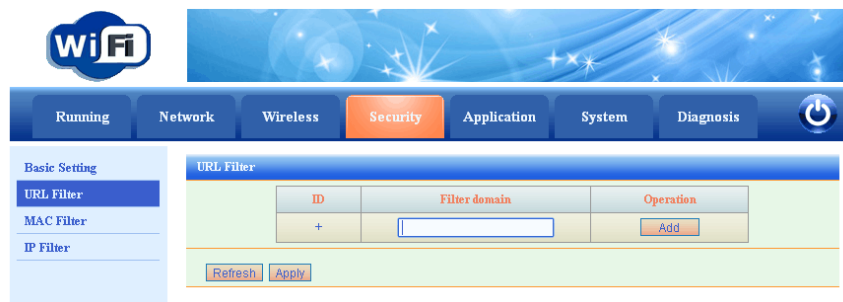 WiFi
Running Network Wireless Security Application System Diagnosis
Basic Setting
URL Filter
MAC Filter
IP Filter
URL Filter
ID Filter domain Operation
+ Add
Refresh Apply